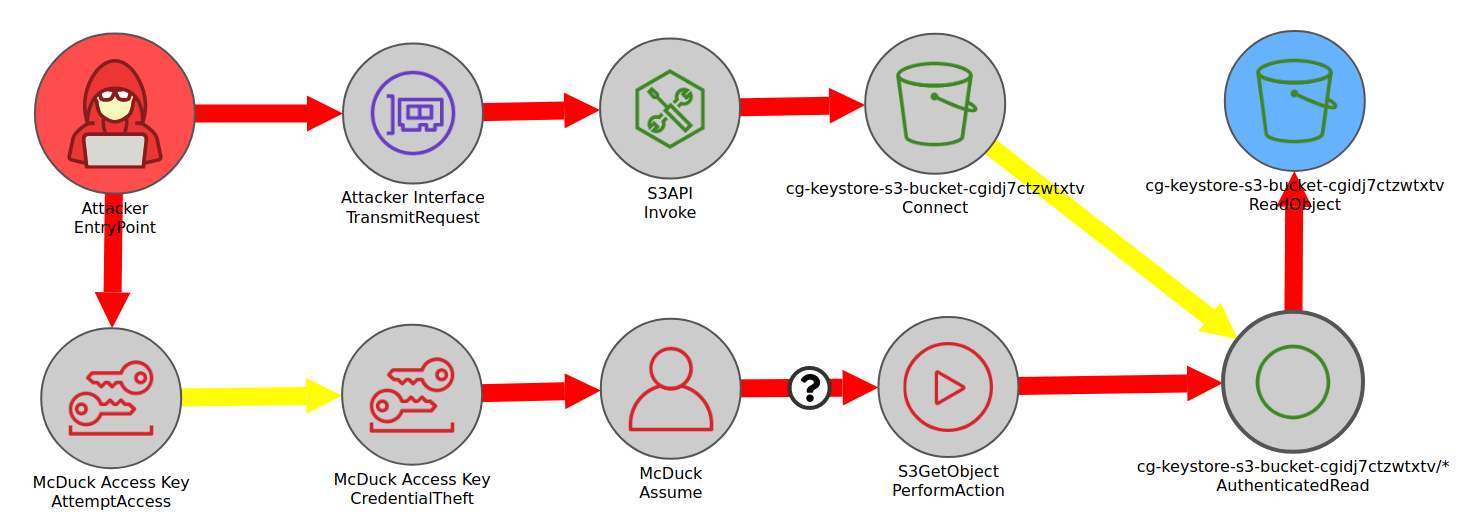 Attacker
EntryPoint
Attacker Interface
TransmitRequest
S3API
Invoke
cg-keystore-s3-bucket-cgidj7ctzwtxtv
Connect
cg-keystore-s3-bucket-cgidj7ctzwtxtv
ReadObject
McDuck Access Key
AttemptAccess
McDuck Access Key
CredentialTheft
McDuck
Assume
?
S3GetObject
PerformAction
cg-keystore-s3-bucket-cgidj7ctzwtxtv/*
AuthenticatedRead